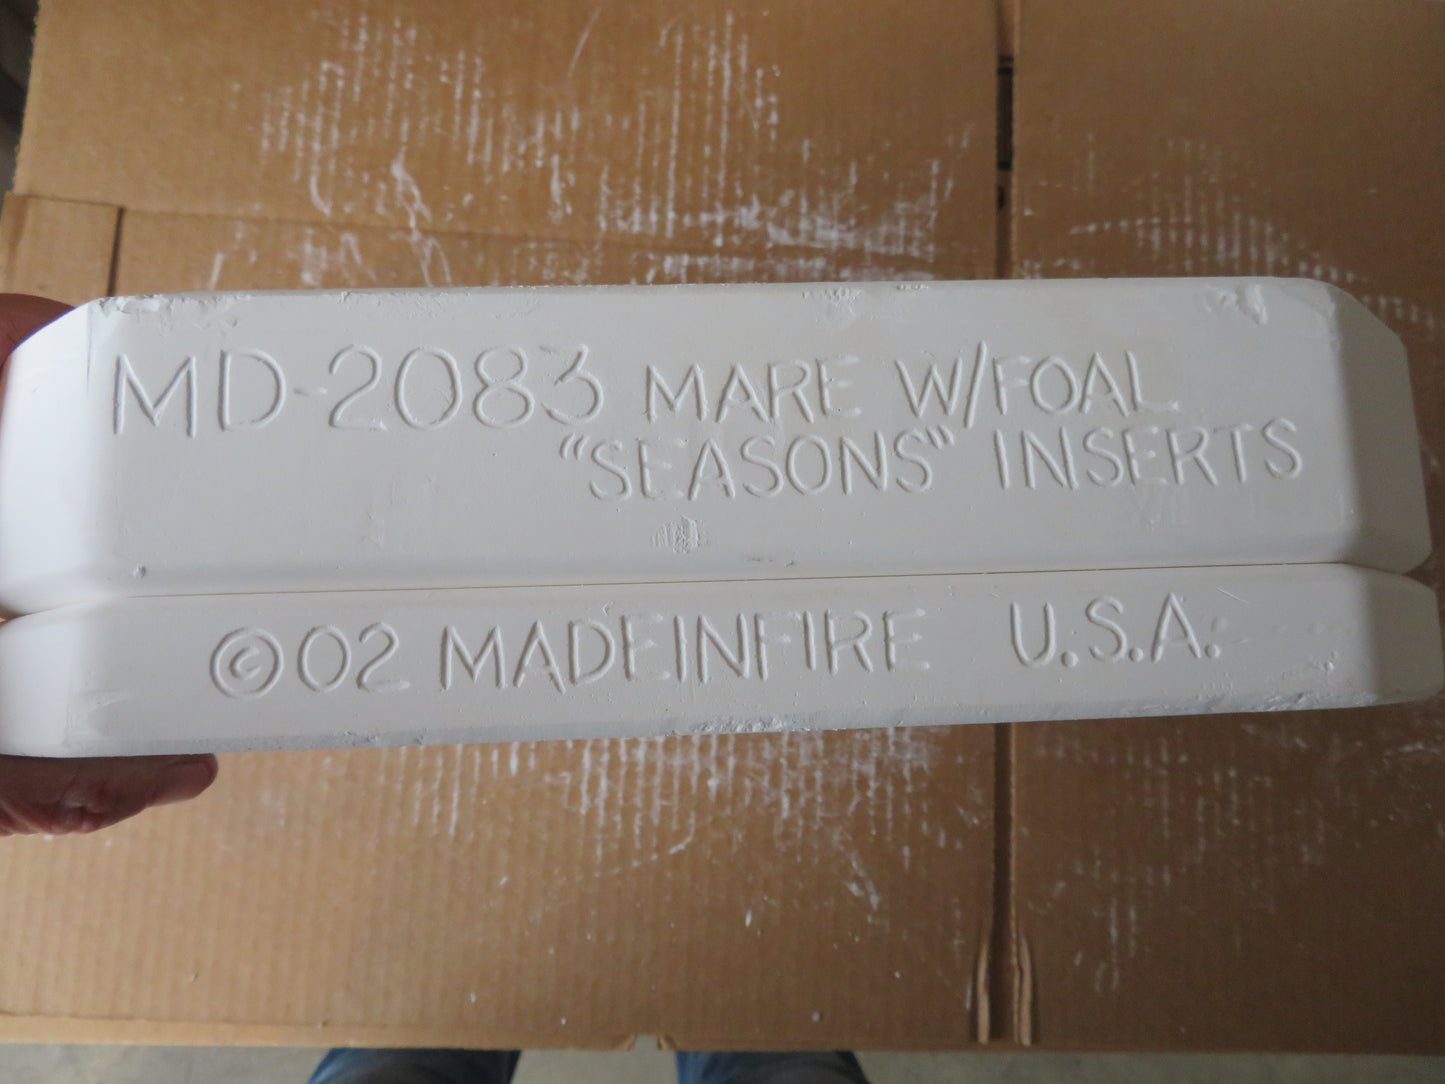 MD-2083 MARE W/FOAL
"SEASONS" INSERTS
©02 MADEINFIRE U.S.A.